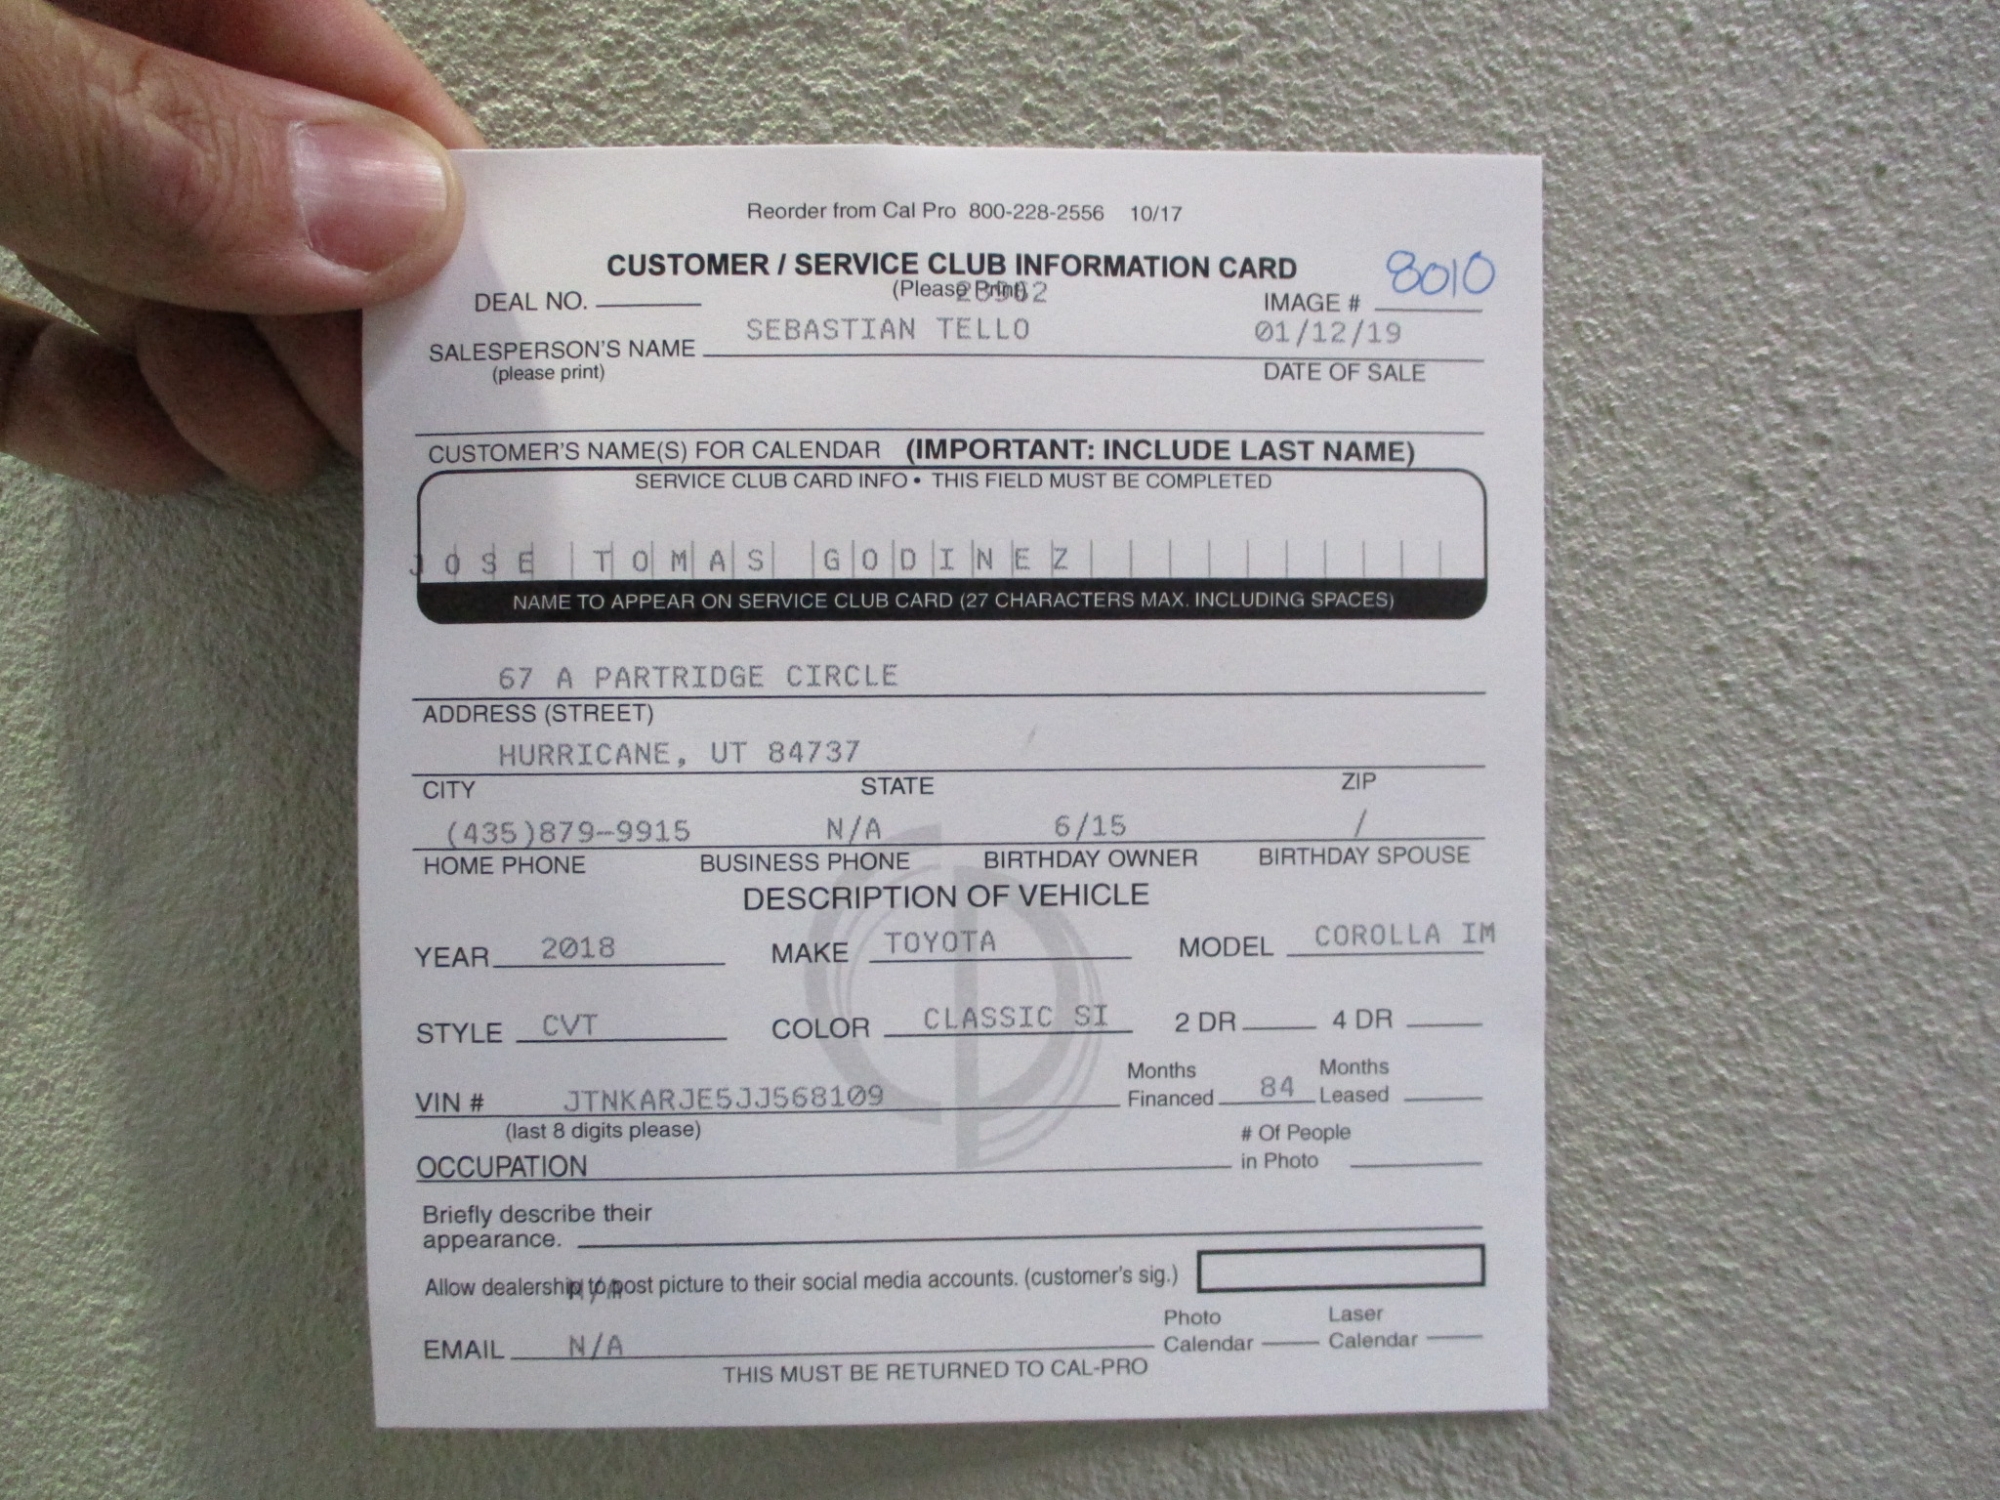 Reorder from Cal Pro 800-228-2556 10/17
CUSTOMER / SERVICE CLUB INFORMATION CARD
8010
(Please Print)
DEAL NO.
IMAGE #
SEBASTIAN TELLO
01/12/19
SALESPERSON'S NAME
(please print)
DATE OF SALE
CUSTOMER'S NAME(S) FOR CALENDAR (IMPORTANT: INCLUDE LAST NAME)
SERVICE CLUB CARD INFO • THIS FIELD MUST BE COMPLETED
JOSE TOMAS GODINEZ
NAME TO APPEAR ON SERVICE CLUB CARD (27 CHARACTERS MAX. INCLUDING SPACES)
67 A PARTRIDGE CIRCLE
ADDRESS (STREET)
HURRICANE, UT 84737
CITY STATE ZIP
(435)879-9915 N/A 6/15 /
HOME PHONE BUSINESS PHONE BIRTHDAY OWNER BIRTHDAY SPOUSE
DESCRIPTION OF VEHICLE
YEAR 2018 MAKE TOYOTA MODEL COROLLA IM
STYLE CVT COLOR CLASSIC SI 2 DR 4 DR
VIN # JTNKARJE5JJ568109 Months Financed 84 Months Leased
(last 8 digits please)
OCCUPATION # Of People in Photo
Briefly describe their
appearance.
Allow dealership to post picture to their social media accounts. (customer's sig.)
N/A
EMAIL N/A Photo Calendar Laser Calendar
THIS MUST BE RETURNED TO CAL-PRO